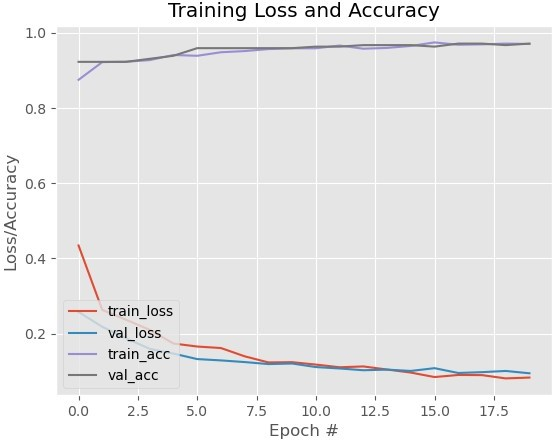 Training Loss and Accuracy
1.0
0.8
0.6
0.4
0.2
Loss/Accuracy
train_loss
val_loss
train_acc
val_acc
0.0 2.5 5.0 7.5 10.0 12.5 15.0 17.5
Epoch #